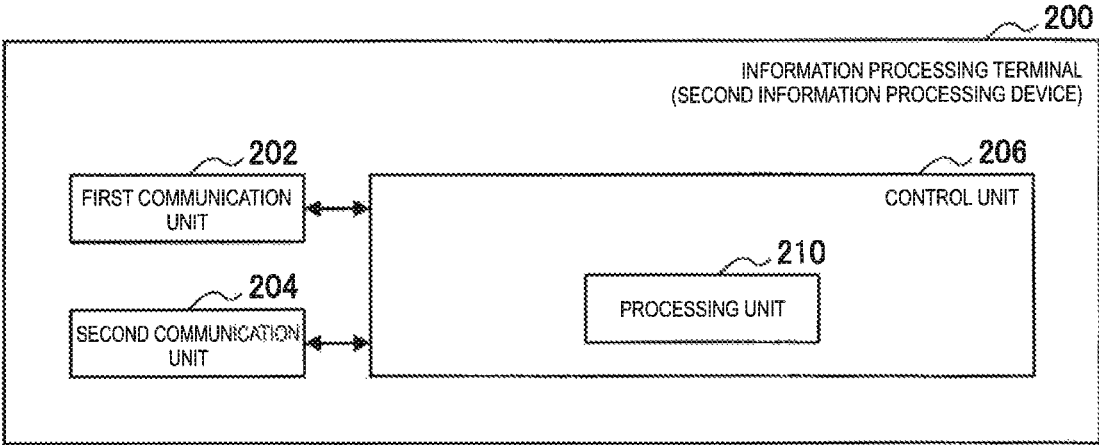 200
INFORMATION PROCESSING TERMINAL
(SECOND INFORMATION PROCESSING DEVICE)
202
FIRST COMMUNICATION
UNIT
206
CONTROL UNIT
210
PROCESSING UNIT
204
SECOND COMMUNICATION
UNIT